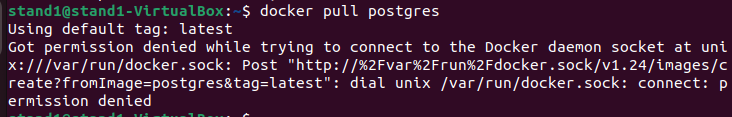 stand1@stand1-VirtualBox:~$ docker pull postgres
Using default tag: latest
Got permission denied while trying to connect to the Docker daemon socket at uni
x:///var/run/docker.sock: Post "http://%2Fvar%2Frun%2Fdocker.sock/v1.24/images/c
reate?fromImage=postgres&tag=latest": dial unix /var/run/docker.sock: connect: p
ermission denied
stand1@stand1-VirtualBox:~$